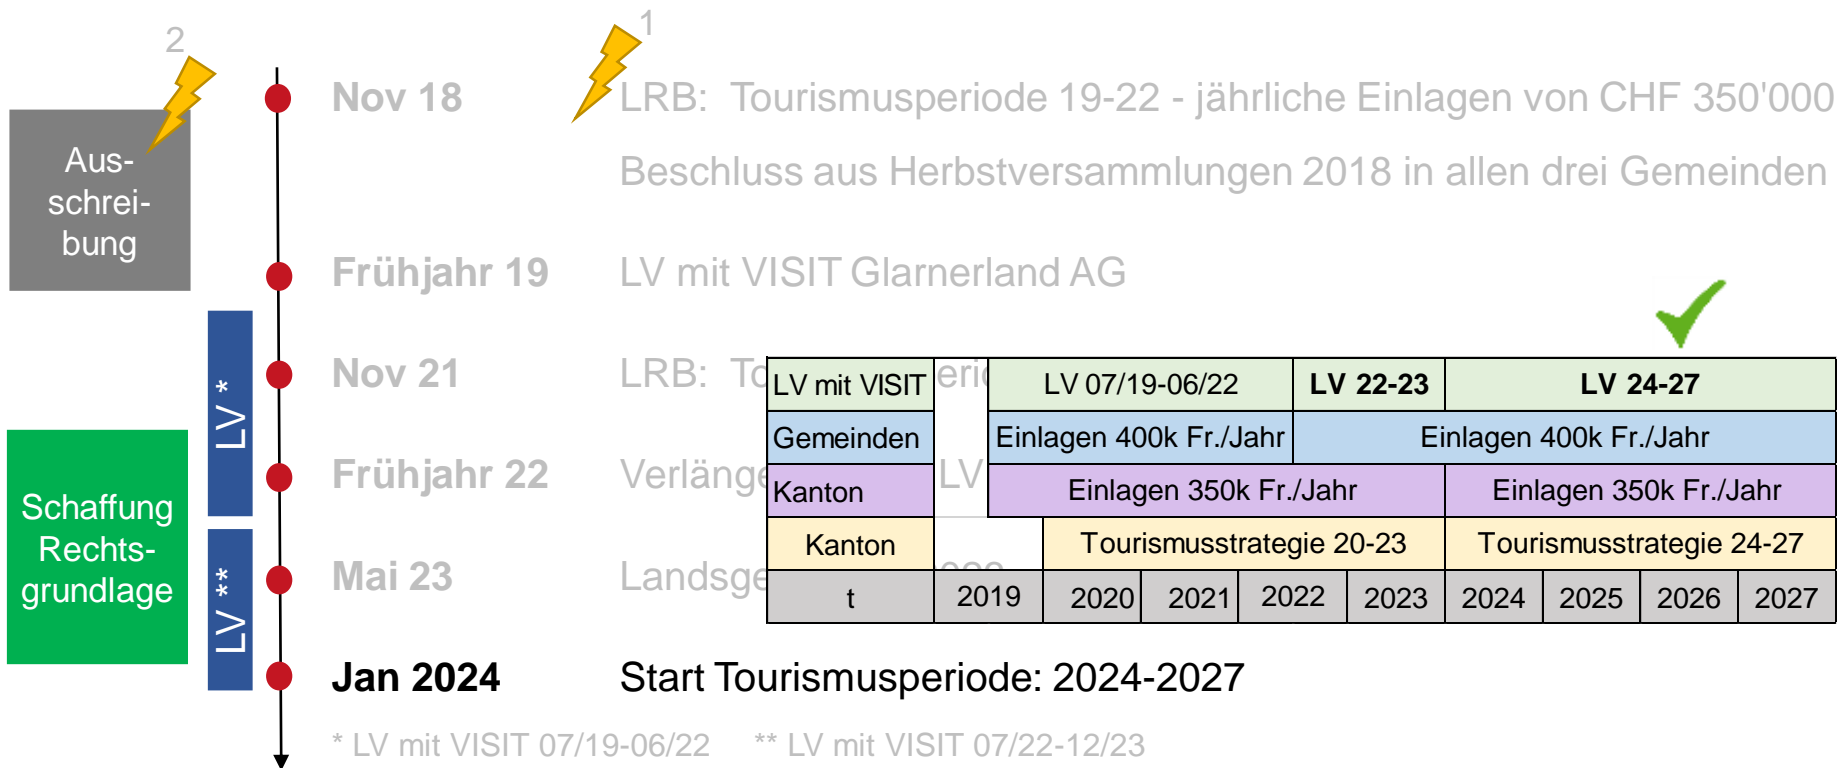 2
1
Nov 18
LRB: Tourismusperiode 19-22 - jährliche Einlagen von CHF 350'000
Aus-
schrei-
bung
Beschluss aus Herbstversammlungen 2018 in allen drei Gemeinden
Frühjahr 19
LV mit VISIT Glarnerland AG
LV *
Nov 21
LRB:
Frühjahr 22
LV
Schaffung
Rechts-
grundlage
LV **
Mai 23
LV mit VISIT LV 07/19-06/22 LV 22-23 LV 24-27
Gemeinden Einlagen 400k Fr./Jahr Einlagen 400k Fr./Jahr
Kanton Einlagen 350k Fr./Jahr Einlagen 350k Fr./Jahr
Kanton Tourismusstrategie 20-23 Tourismusstrategie 24-27
t 2019 2020 2021 2022 2023 2024 2025 2026 2027
Jan 2024
Start Tourismusperiode: 2024-2027
* LV mit VISIT 07/19-06/22 ** LV mit VISIT 07/22-12/23